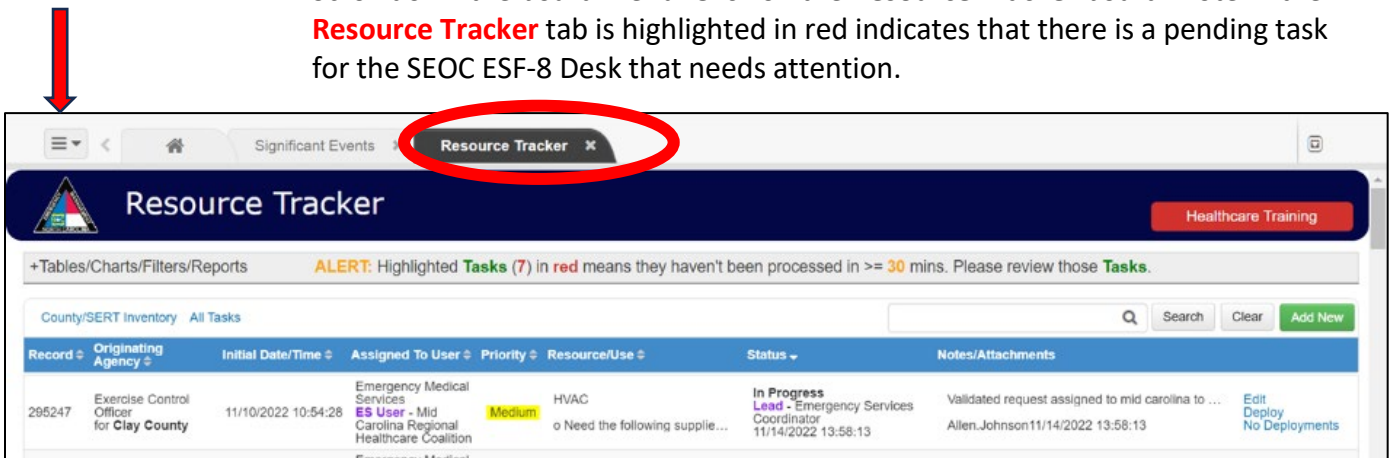 Resource Tracker tab is highlighted in red indicates that there is a pending task
for the SEOC ESF-8 Desk that needs attention.
Significant Events
Resource Tracker ×
Resource Tracker
Healthcare Training
+Tables/Charts/Filters/Reports ALERT: Highlighted Tasks (7) in red means they haven't been processed in >= 30 mins. Please review those Tasks.
County/SERT Inventory All Tasks Search Clear Add New
Record Originating Agency Initial Date/Time Assigned To User Priority Resource/Use Status Notes/Attachments
295247
Exercise Control
Officer
for Clay County
11/10/2022 10:54:28
Emergency Medical
Services
ES User - Mid
Carolina Regional
Healthcare Coalition
Medium
HVAC
o Need the following supplie...
In Progress
Lead - Emergency Services
Coordinator
11/14/2022 13:58:13
Validated request assigned to mid carolina to ...
Allen.Johnson11/14/2022 13:58:13
Edit
Deploy
No Deployments